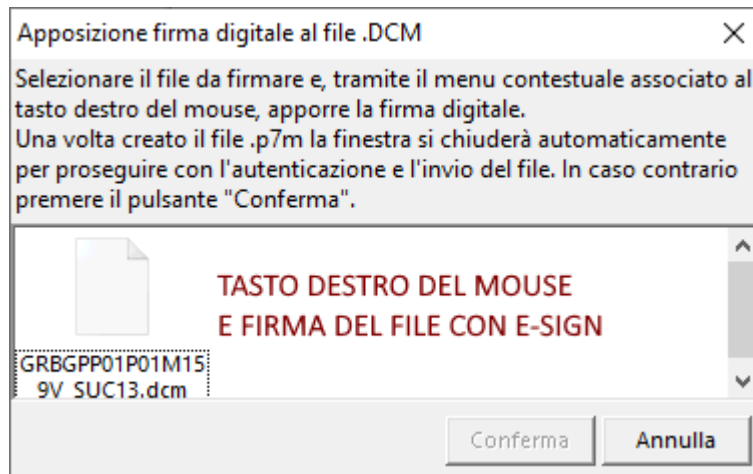 Apposizione firma digitale al file .DCM
Selezionare il file da firmare e, tramite il menu contestuale associato al
tasto destro del mouse, apporre la firma digitale.
Una volta creato il file .p7m la finestra si chiuderà automaticamente
per proseguire con l'autenticazione e l'invio del file. In caso contrario
premere il pulsante "Conferma".
TASTO DESTRO DEL MOUSE
E FIRMA DEL FILE CON E-SIGN
GRBGPP01P01M15
9V_SUC13.dcm
Conferma
Annulla